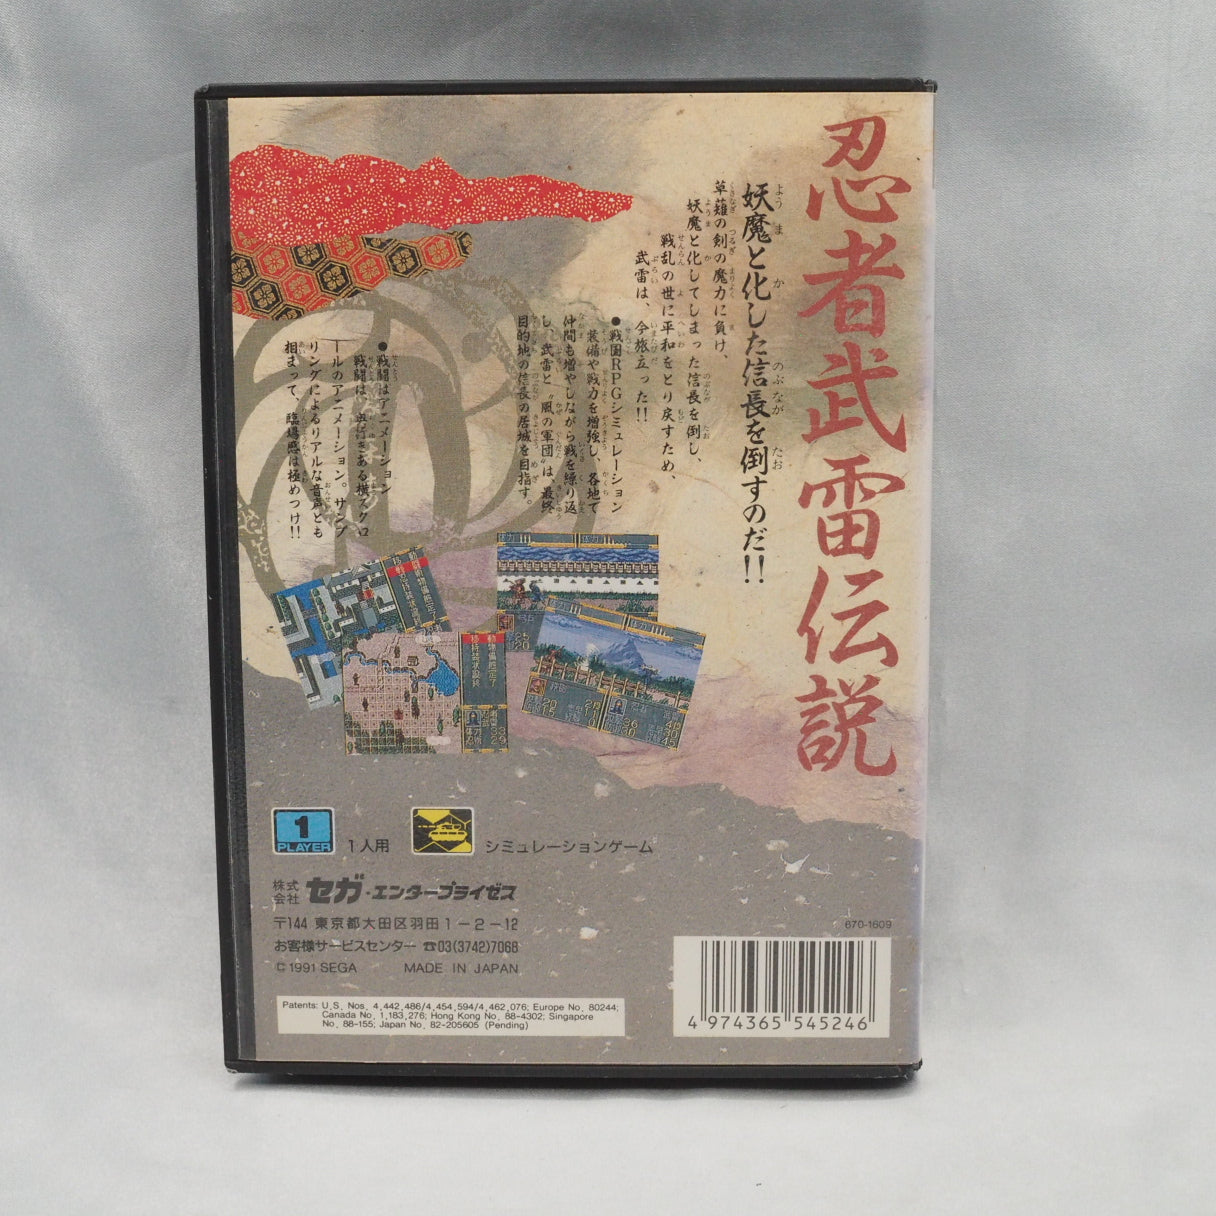 忍者武雷伝説
妖魔と化した信長を倒すのだ!!
草薙の剣の魔力に負け、
妖魔と化してしまった信長を倒し、
戦乱の世に平和をとり戻すため、
武雷は、今旅立った!!
●戦国RPGシミュレーション
装備や戦力を増強し、各地で
仲間も増やしながら戦を繰り返
し、武雷と“風の軍団”は、最終
目的地の信長の居城を目指す。
●戦闘はアニメーション
戦闘は、奥行きある横スクロ
ールのアニメーション。サンプ
リングによるリアルな音声とも
相まって、臨場感は極めつけ!!
1
PLAYER
1人用
シミュレーションゲーム
株式会社 セガ・エンタープライゼス
〒144 東京都大田区羽田1-2-12
お客様サービスセンター ☎03(3742)7068
© 1991 SEGA MADE IN JAPAN
Patents: U.S. Nos. 4,442,486/4,454,594/4,462,076; Europe No. 80244;
Canada No. 1,183,276; Hong Kong No. 88-4302; Singapore
No. 88-155; Japan No. 82-205605 (Pending)
670-1609
4 974365 545246